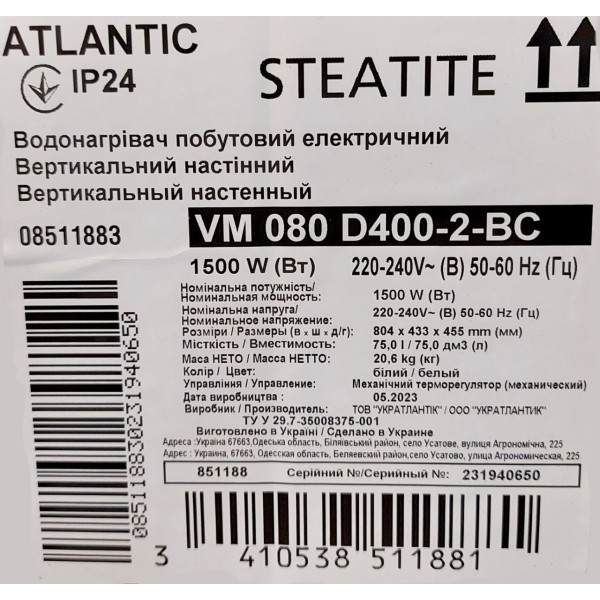 ATLANTIC
IP24
STEATITE
Водонагрівач побутовий електричний
Вертикальний настінний
Вертикальный настенный
08511883
VM 080 D400-2-BC
1500 W (Вт) 220-240V~ (В) 50-60 Hz (Гц)
Номінальна потужність/
Номинальная мощность: 1500 W (Вт)
Номінальна напруга/
Номинальное напряжение: 220-240V~ (В) 50-60 Hz (Гц)
Розміри / Размеры (в x ш x д/г): 804 x 433 x 455 mm (мм)
Місткість / Вместимость: 75,0 l / 75,0 дм3 (л)
Маса НЕТО / Масса НЕТТО: 20,6 kg (кг)
Колір / Цвет: білий / белый
Управління / Управление: Механічний терморегулятор (механический)
Дата виробництва : 05.2023
Виробник / Производитель: ТОВ "УКРАТЛАНТІК" / ООО "УКРАТЛАНТИК"
ТУ У 29.7-35008375-001
Виготовлено в Україні / Сделано в Украине
Адреса : Україна 67663,Одеська область, Біляївський район, село Усатове, вулиця Агрономічна, 225
Адрес : Украина 67663, Одесская область, Беляевский район,село Усатово, улица Агрономическая, 225
851188 Серійний №/Серийный №: 231940650
085118830231940650
3 410538 511881